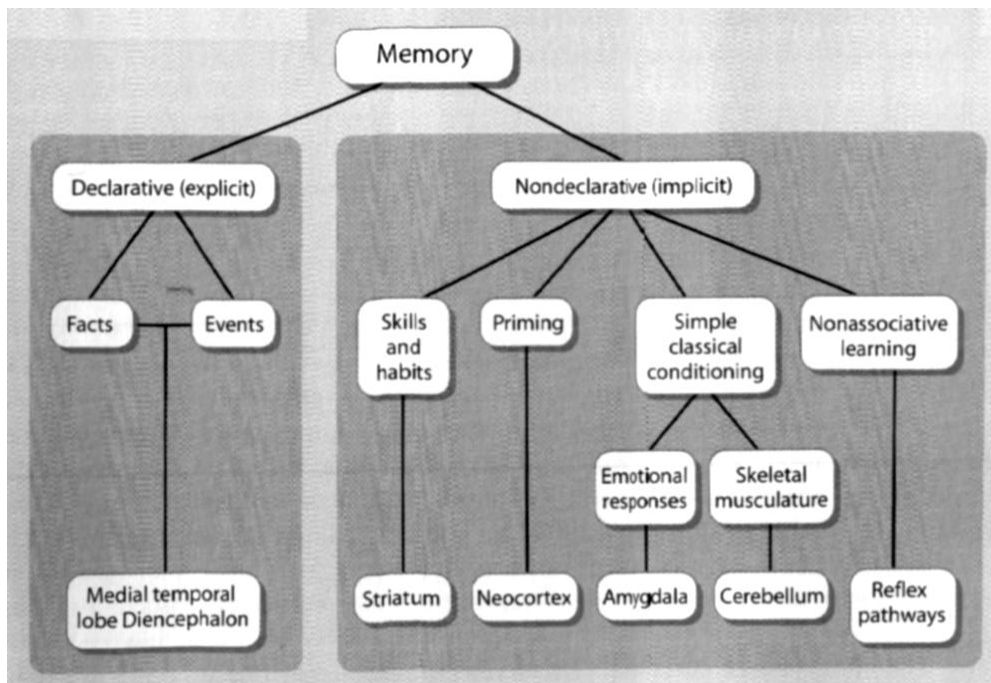 Memory
Declarative (explicit)
Nondeclarative (implicit)
Facts
Events
Skills
and
habits
Priming
Simple
classical
conditioning
Nonassociative
learning
Emotional
responses
Skeletal
musculature
Medial temporal
lobe Diencephalon
Striatum
Neocortex
Amygdala
Cerebellum
Reflex
pathways